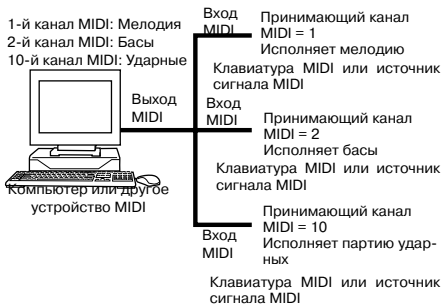 1-й канал MIDI: Мелодия
2-й канал MIDI: Басы
10-й канал MIDI: Ударные
Выход
MIDI
Компьютер или другое
устройство MIDI
Вход
MIDI
Принимающий канал
MIDI = 1
Исполняет мелодию
Клавиатура MIDI или источник
сигнала MIDI
Вход
MIDI
Принимающий канал
MIDI = 2
Исполняет басы
Клавиатура MIDI или источник
сигнала MIDI
Вход
MIDI
Принимающий канал
MIDI = 10
Исполняет партию удар-
ных
Клавиатура MIDI или источник
сигнала MIDI